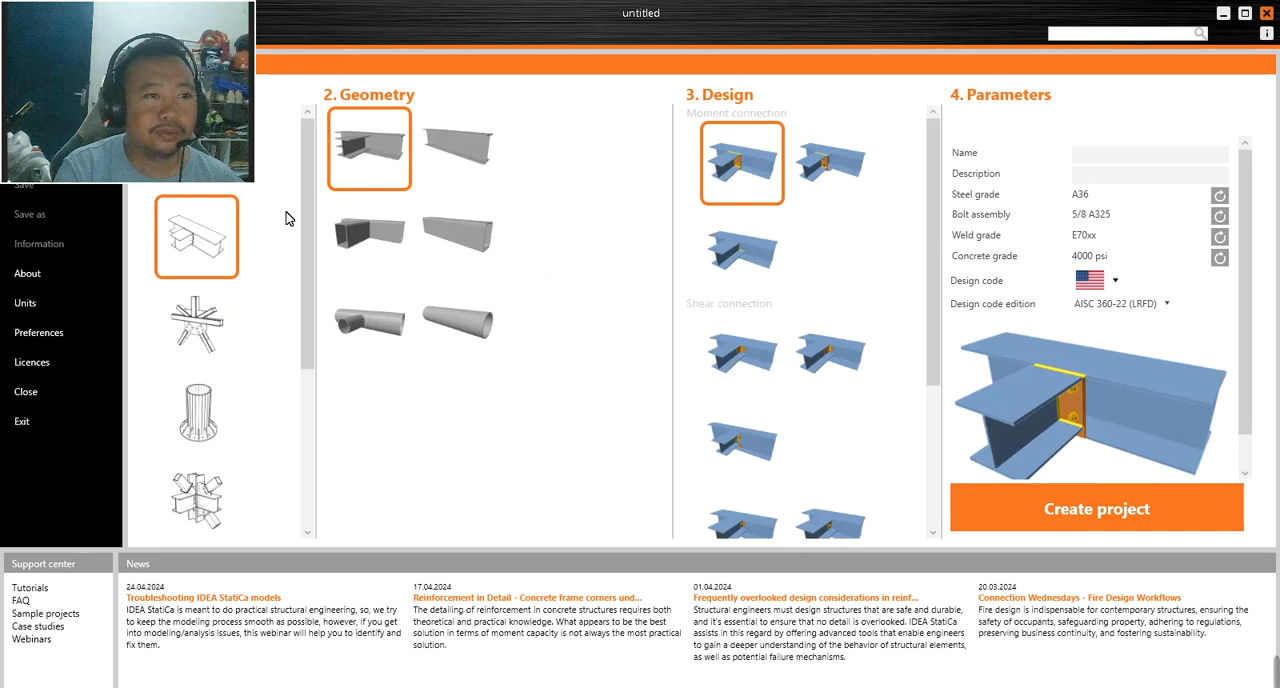 untitled
i
2. Geometry
3. Design
4. Parameters
Moment connection
Name
Description
Save
Steel grade
A36
Save as
Bolt assembly
5/8 A325
Weld grade
E70xx
Information
Concrete grade
4000 psi
About
Design code
Units
Shear connection
Design code edition
AISC 360-22 (LRFD)
Preferences
Licences
Close
Exit
Create project
Support center
News
Tutorials
FAQ
Sample projects
Case studies
Webinars
24.04.2024
Troubleshooting IDEA StatiCa models
IDEA StatiCa is meant to do practical structural engineering, so, we try
to keep the modeling process smooth as possible, however, if you get
into modeling/analysis issues, this webinar will help you to identify and
fix them.
17.04.2024
Reinforcement in Detail - Concrete frame corners und...
The detailing of reinforcement in concrete structures requires both
theoretical and practical knowledge. What appears to be the best
solution in terms of moment capacity is not always the most practical
solution.
01.04.2024
Frequently overlooked design considerations in reinf...
Structural engineers must design structures that are safe and durable,
and it's essential to ensure that no detail is overlooked. IDEA StatiCa
assists in this regard by offering advanced tools that enable engineers
to gain a deeper understanding of the behavior of structural elements,
as well as potential failure mechanisms.
20.03.2024
Connection Wednesdays - Fire Design Workflows
Fire design is indispensable for contemporary structures, ensuring the
safety of occupants, safeguarding property, adhering to regulations,
preserving business continuity, and fostering sustainability.